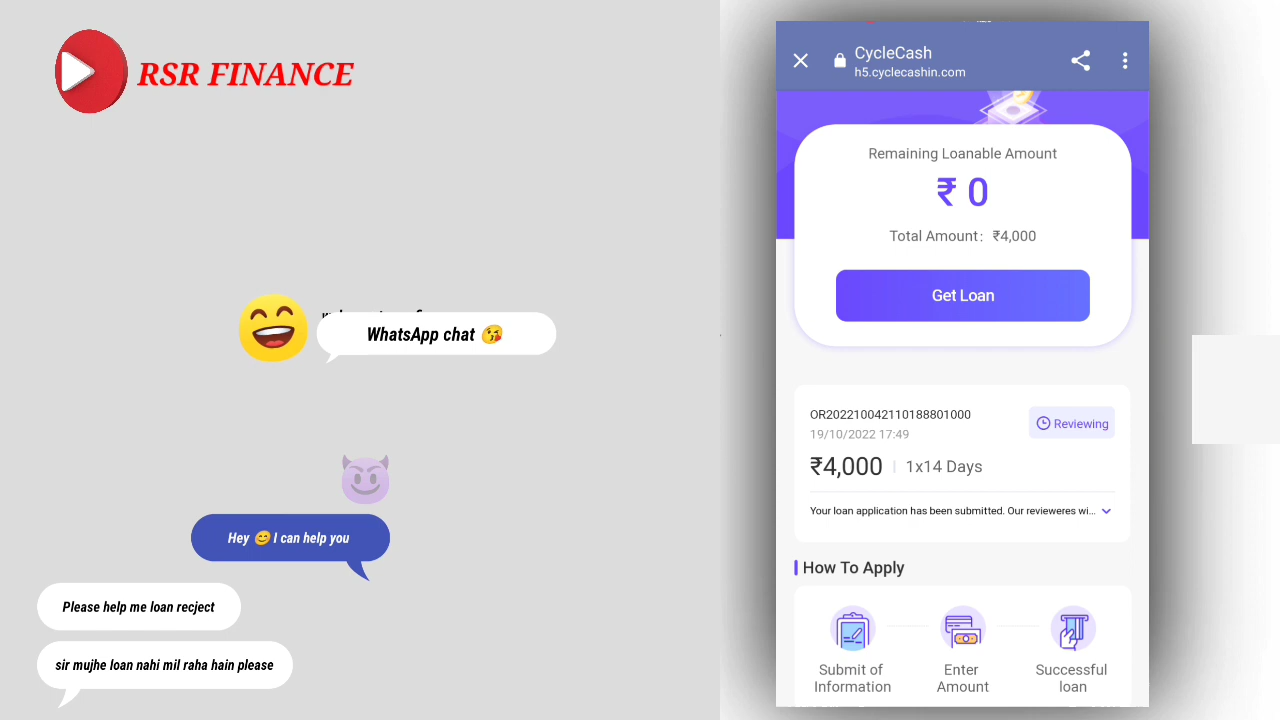 RSR FINANCE
WhatsApp chat 😘
Hey 😊 I can help you
Please help me loan recject
sir mujhe loan nahi mil raha hain please
CycleCash
h5.cyclecashin.com
Remaining Loanable Amount
₹ 0
Total Amount: ₹4,000
Get Loan
OR202210042110188801000
Reviewing
19/10/2022 17:49
₹4,000 | 1x14 Days
Your loan application has been submitted. Our revieweres wi...
How To Apply
Submit of
Information
Enter
Amount
Successful
loan